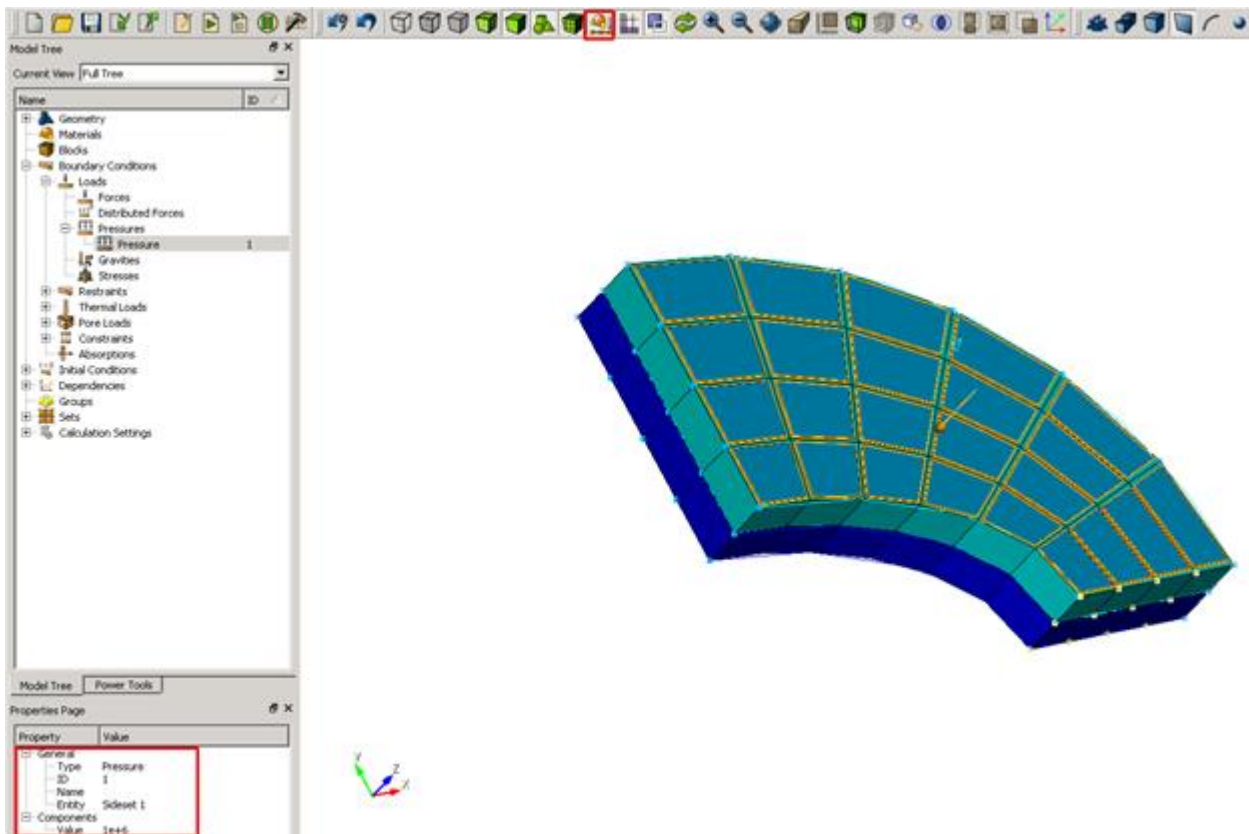 Model Tree
Current View Full Tree
Name ID
Geometry
Materials
Blocks
Boundary Conditions
Loads
Forces
Distributed Forces
Pressures
Pressure 1
Gravities
Stresses
Restraints
Thermal Loads
Pore Loads
Constraints
Absorptions
Initial Conditions
Dependencies
Groups
Sets
Calculation Settings
Model Tree Power Tools
Properties Page
Property Value
General
Type Pressure
ID 1
Name
Entity Sideset 1
Components
Value 1e+6
Y
Z
X